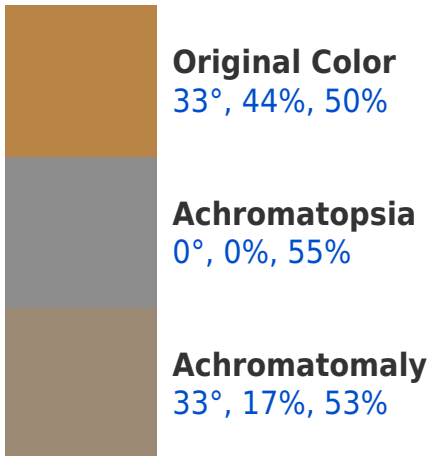 Original Color
33°, 44%, 50%
Achromatopsia
0°, 0%, 55%
Achromatomaly
33°, 17%, 53%